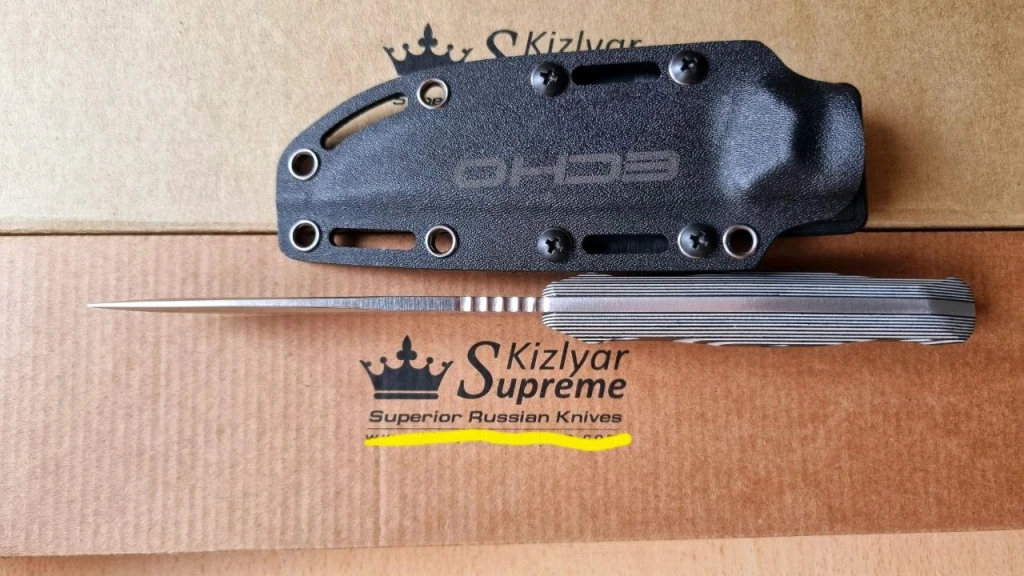 Kizlyar
ECHO
Kizlyar
Supreme
Superior Russian Knives